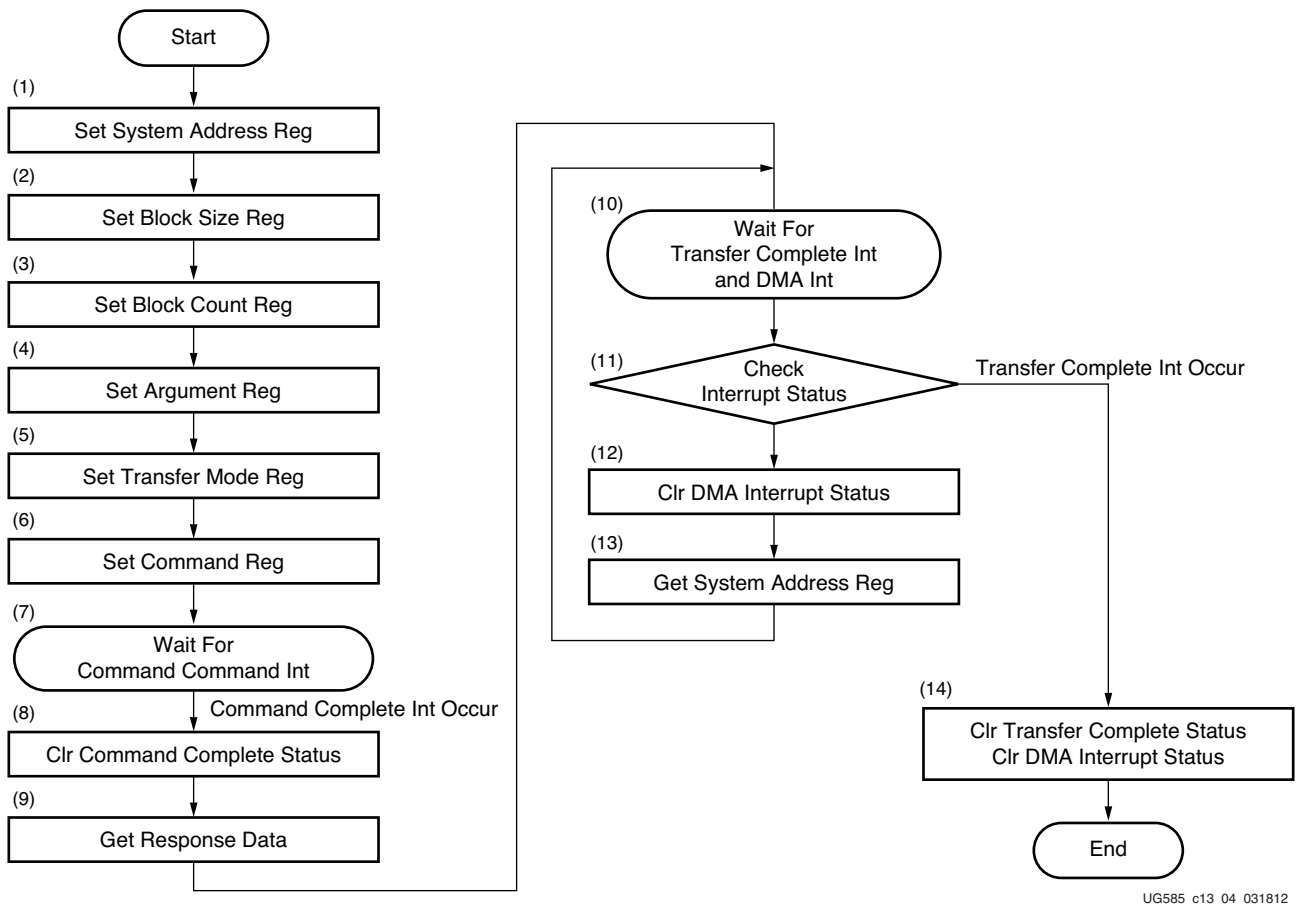 Start
(1)
Set System Address Reg
(2)
Set Block Size Reg
(3)
Set Block Count Reg
(4)
Set Argument Reg
(5)
Set Transfer Mode Reg
(6)
Set Command Reg
(7)
Wait For
Command Command Int
Command Complete Int Occur
(8)
Clr Command Complete Status
(9)
Get Response Data
(10)
Wait For
Transfer Complete Int
and DMA Int
(11)
Check
Interrupt Status
Transfer Complete Int Occur
(12)
Clr DMA Interrupt Status
(13)
Get System Address Reg
(14)
Clr Transfer Complete Status
Clr DMA Interrupt Status
End
UG585_c13_04_031812